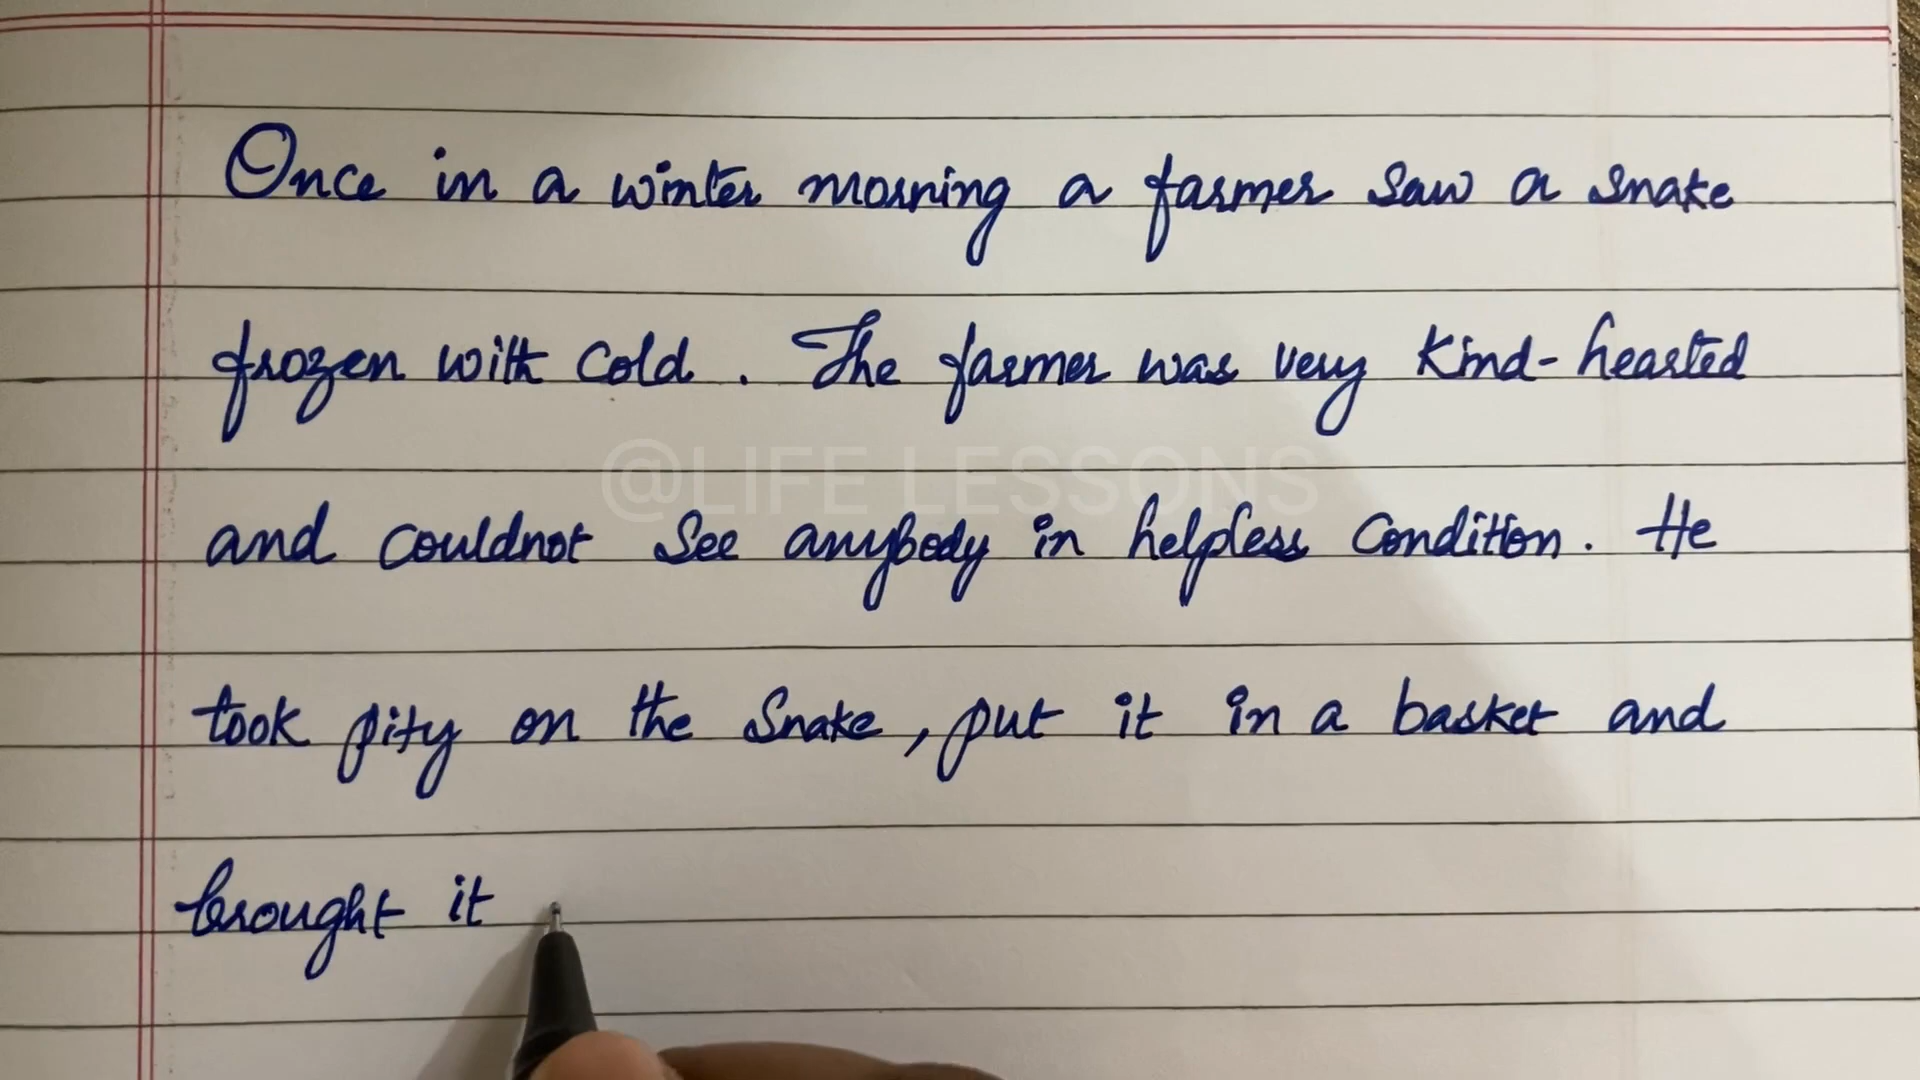 Once in a winter morning a farmer saw a snake
frozen with cold. The farmer was very kind-hearted
@LIFE LESSONS
and couldnot see anybody in helpless condition. He
took pity on the snake, put it in a basket and
brought it